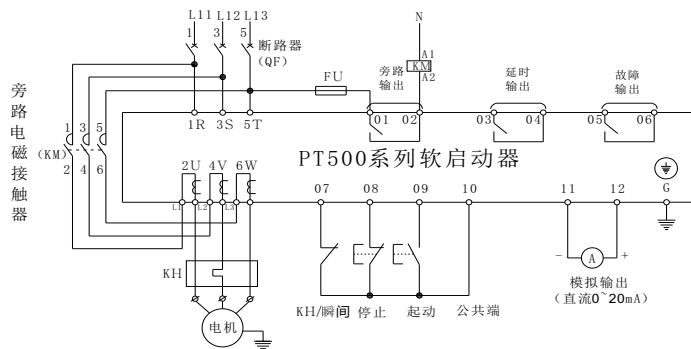 L11 L12 L13
1 3 5
断路器
(QF)
N
A1
KM
A2
FU
旁路
输出
延时
输出
故障
输出
01 02 03 04 05 06
1R 3S 5T
旁路电磁接触器
(KM)
1 3 5
2 4 6
PT500系列软启动器
2U 4V 6W
L1 L2 L3
07 08 09 10 11 12 G
KH
电机
KH/瞬间 停止 起动 公共端
- A +
模拟输出
(直流0~20mA)